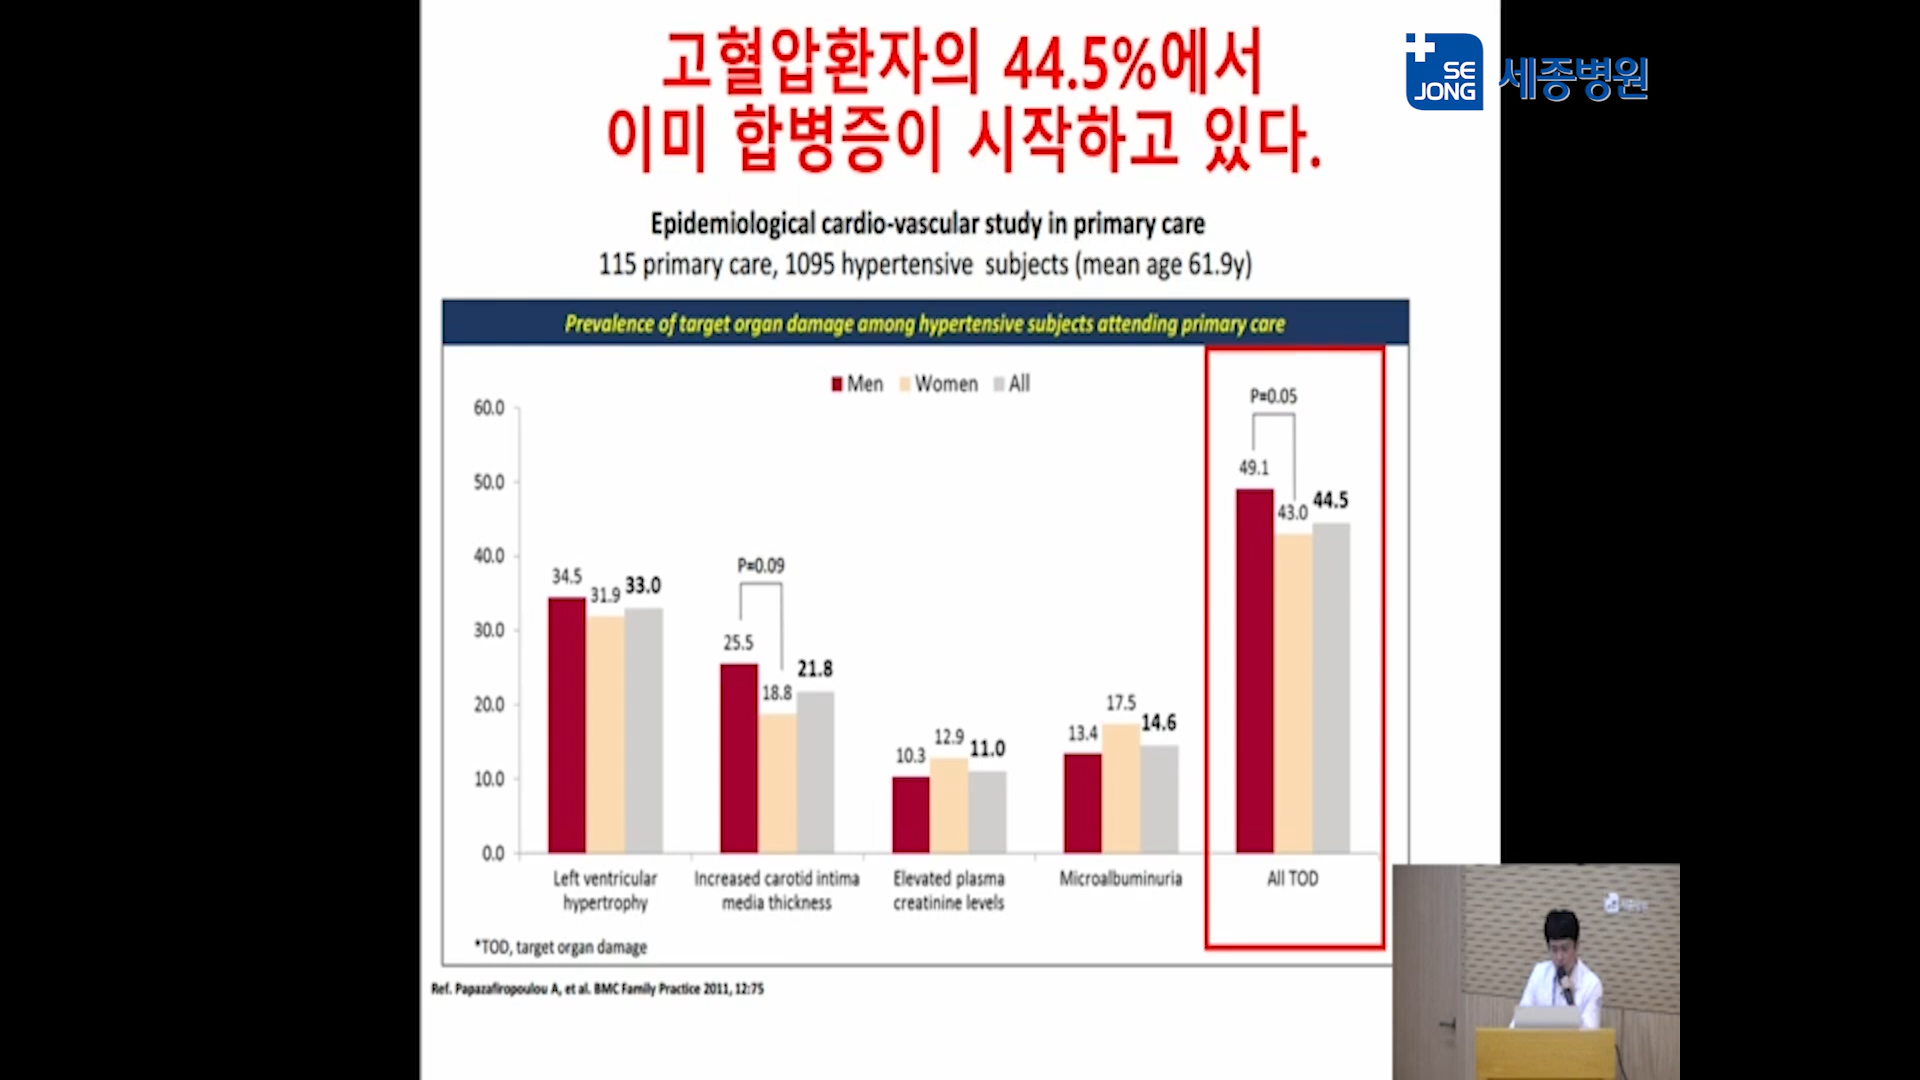 고혈압환자의 44.5%에서
이미 합병증이 시작하고 있다.
SE
JONG
세종병원
Epidemiological cardio-vascular study in primary care
115 primary care, 1095 hypertensive subjects (mean age 61.9y)
Prevalence of target organ damage among hypertensive subjects attending primary care
Men Women All
60.0
50.0
40.0
30.0
20.0
10.0
0.0
34.5
31.9
33.0
P=0.09
25.5
18.8
21.8
10.3
12.9
11.0
13.4
17.5
14.6
P=0.05
49.1
43.0
44.5
Left ventricular
hypertrophy
Increased carotid intima
media thickness
Elevated plasma
creatinine levels
Microalbuminuria
All TOD
*TOD, target organ damage
Ref. Papazafiropoulou A, et al. BMC Family Practice 2011, 12:75